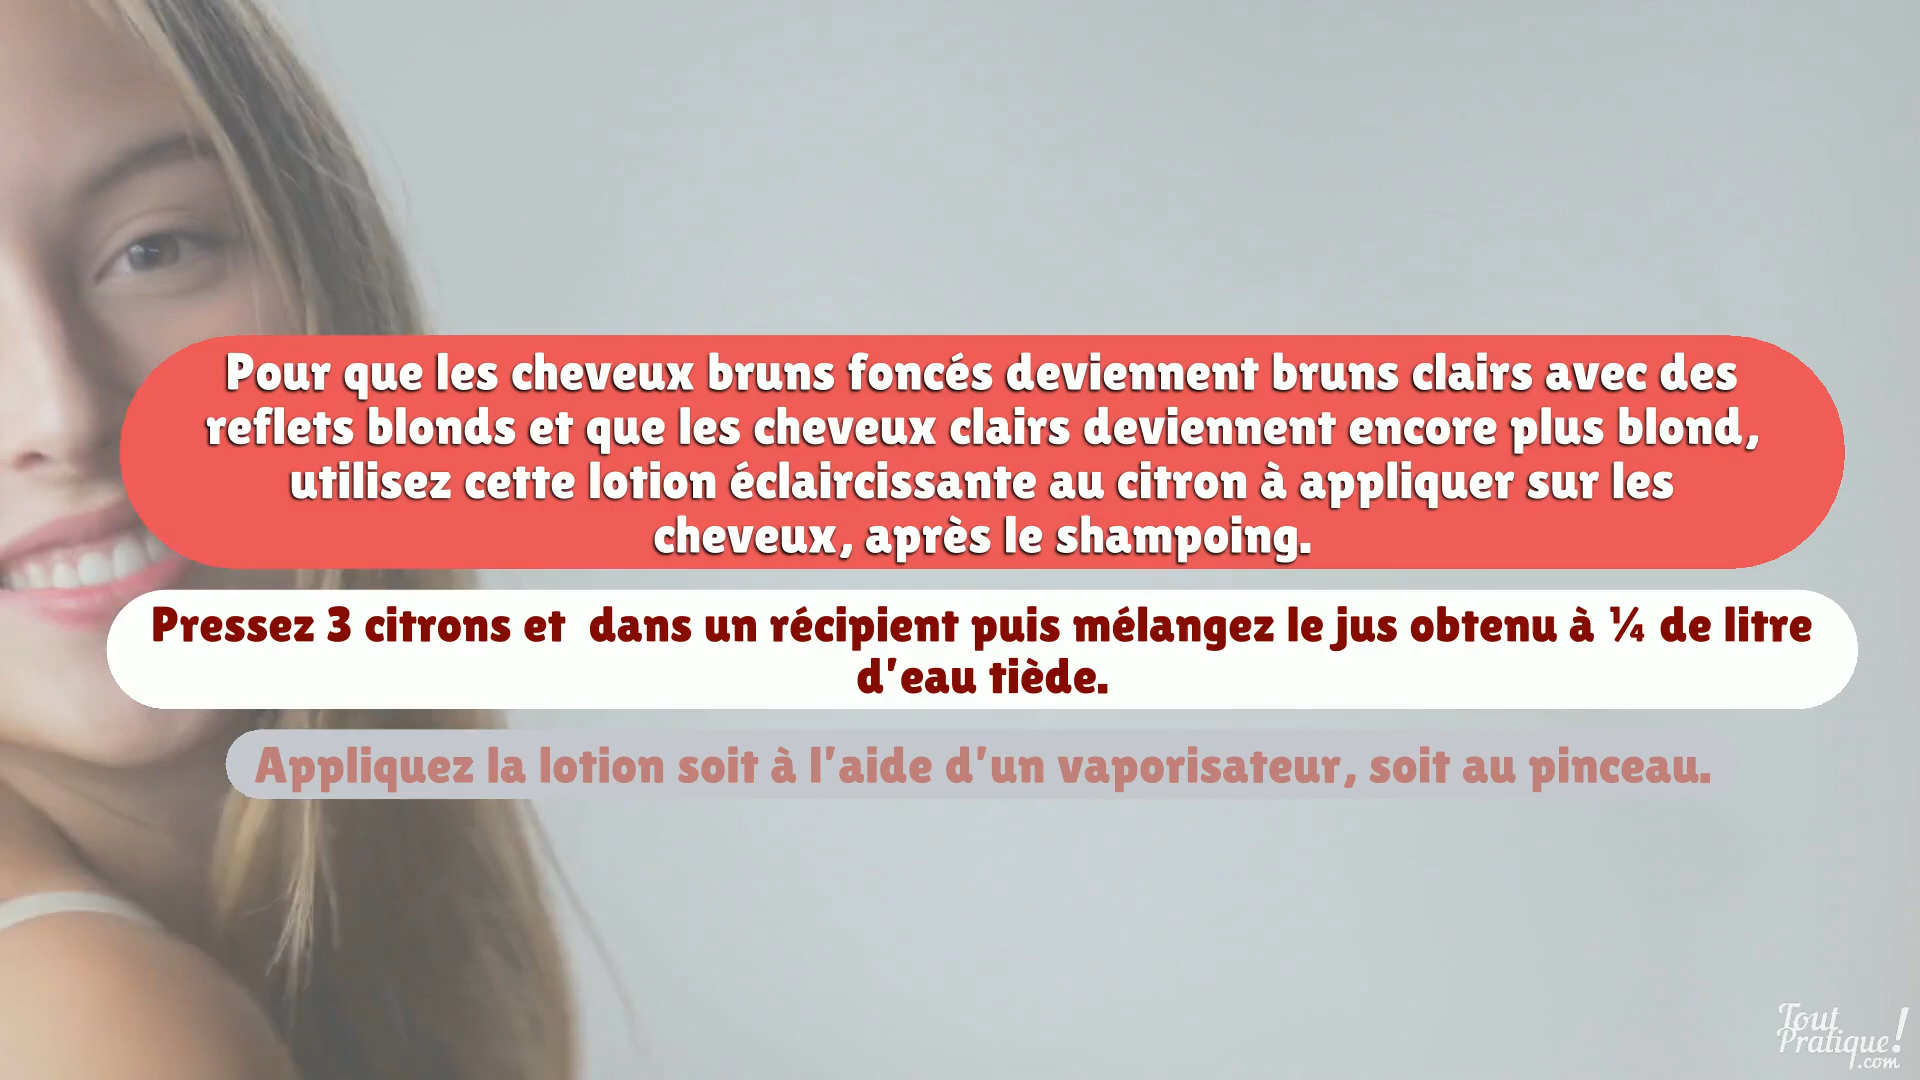 Pour que les cheveux bruns foncés deviennent bruns clairs avec des
reflets blonds et que les cheveux clairs deviennent encore plus blond,
utilisez cette lotion éclaircissante au citron à appliquer sur les
cheveux, après le shampoing.
Pressez 3 citrons et  dans un récipient puis mélangez le jus obtenu à ¼ de litre
d'eau tiède.
Appliquez la lotion soit à l'aide d'un vaporisateur, soit au pinceau.
Tout
Pratique!
.com